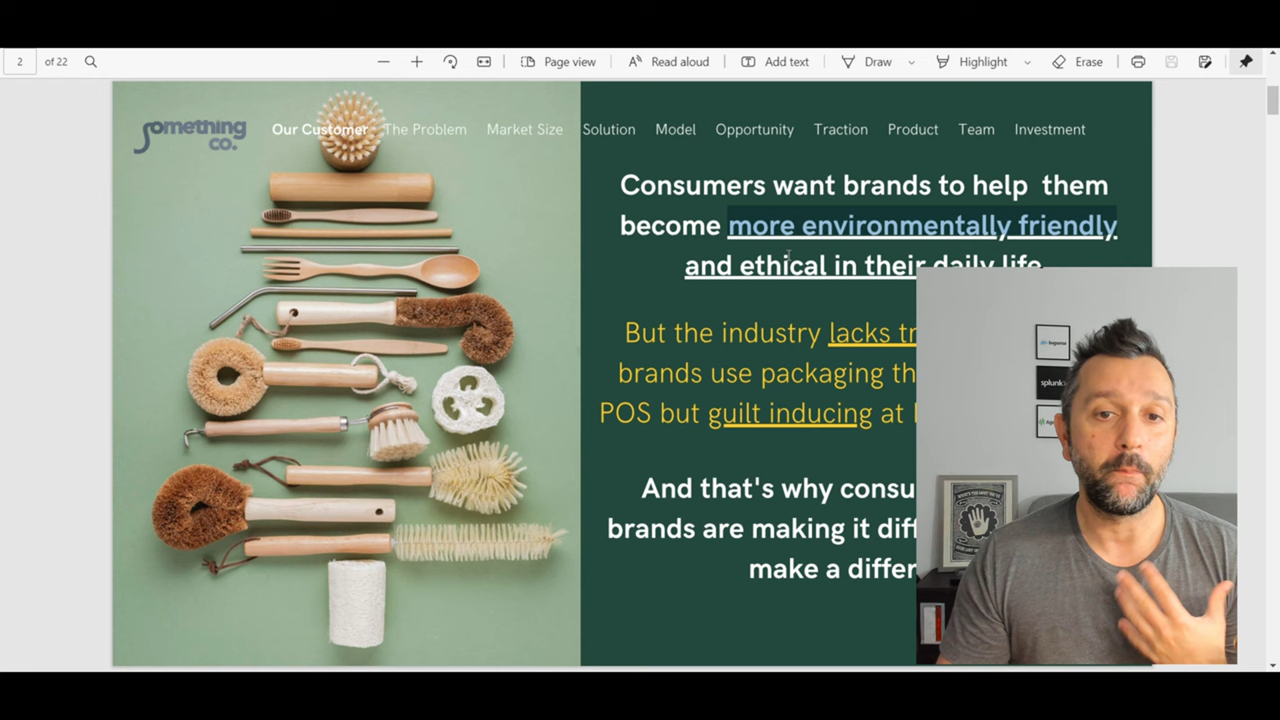 2 of 22
Page view
Read aloud
Add text
Draw
Highlight
Erase
something
co.
Our Customer The Problem Market Size Solution Model Opportunity Traction Product Team Investment
Consumers want brands to help them
become more environmentally friendly
and ethical in their daily life
But the industry lacks
brands use packaging
POS but guilt inducing at
And that's why
brands are making it
make a
splunk>